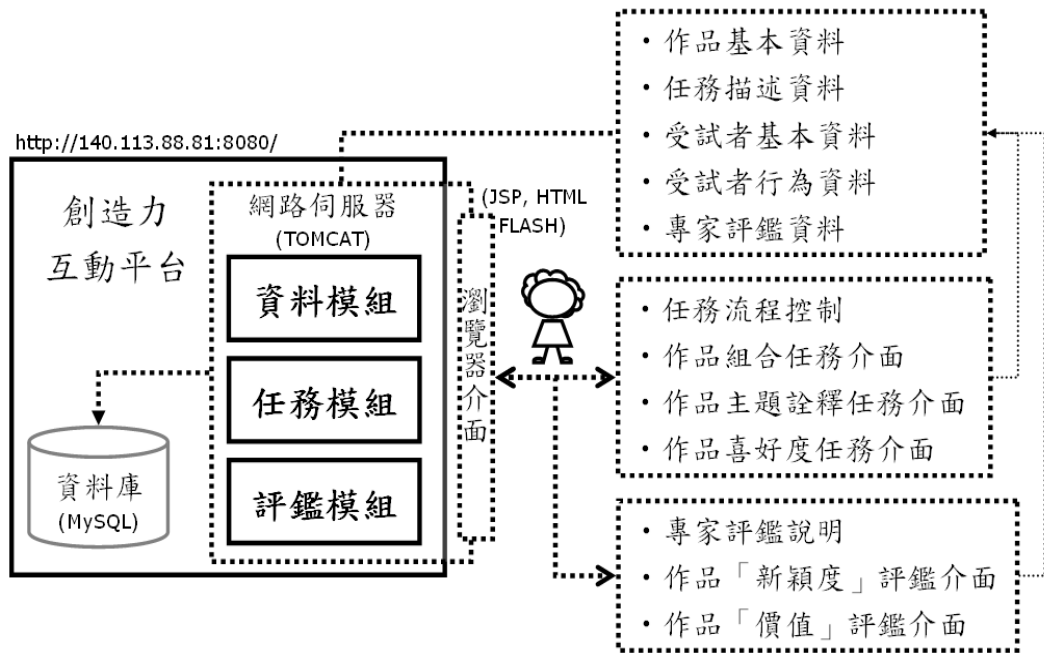 http://140.113.88.81:8080/
創造力
互動平台
網路伺服器
(TOMCAT)
資料模組
任務模組
評鑑模組
資料庫
(MySQL)
瀏覽器介面
(JSP, HTML
FLASH)
・作品基本資料
・任務描述資料
・受試者基本資料
・受試者行為資料
・專家評鑑資料
・任務流程控制
・作品組合任務介面
・作品主題詮釋任務介面
・作品喜好度任務介面
・專家評鑑說明
・作品「新穎度」評鑑介面
・作品「價值」評鑑介面